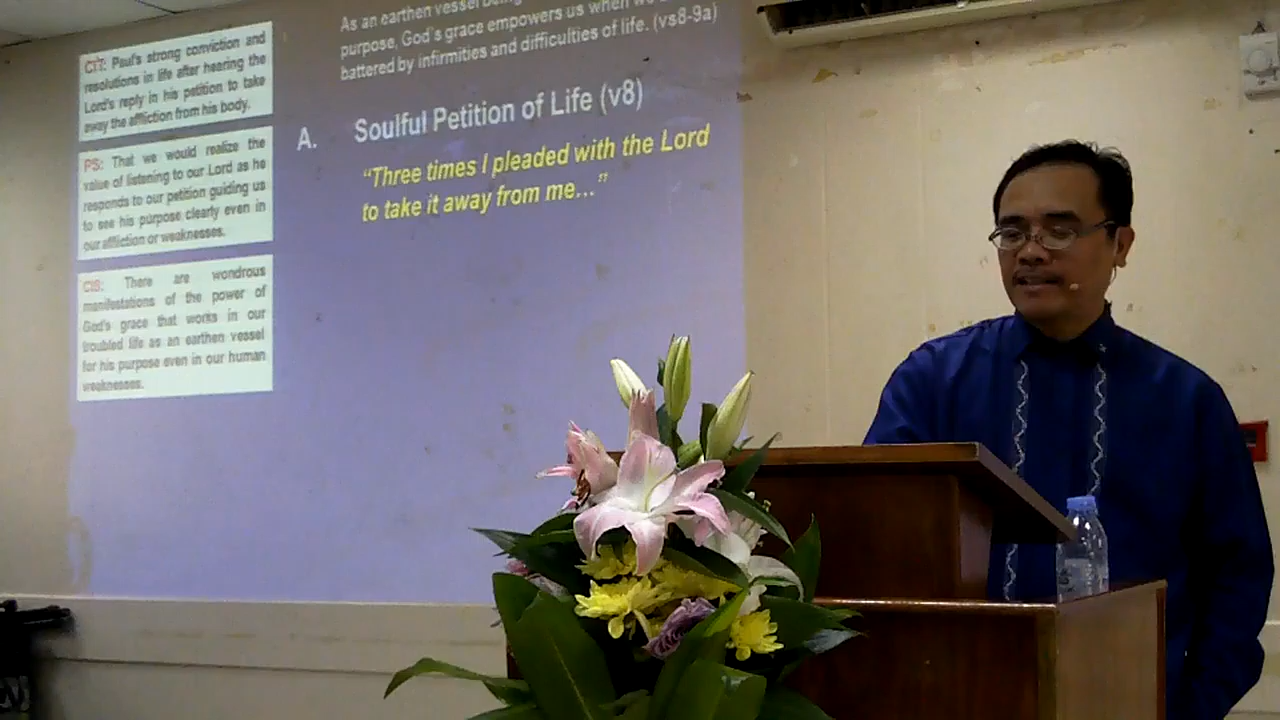 CIT: Paul's strong conviction and
resolutions in life after hearing the
Lord's reply in his petition to take
away the affliction from his body.
PS: That we would realize the
value of listening to our Lord as he
responds to our petition guiding us
to see his purpose clearly even in
our affliction or weaknesses.
CIS: There are wondrous
manifestations of the power of
God's grace that works in our
troubled life as an earthen vessel
for his purpose even in our human
weaknesses.
As an earthen vessel being
purpose, God's grace empowers us when we
battered by infirmities and difficulties of life. (vs8-9a)
A. Soulful Petition of Life (v8)
“Three times I pleaded with the Lord
to take it away from me...”